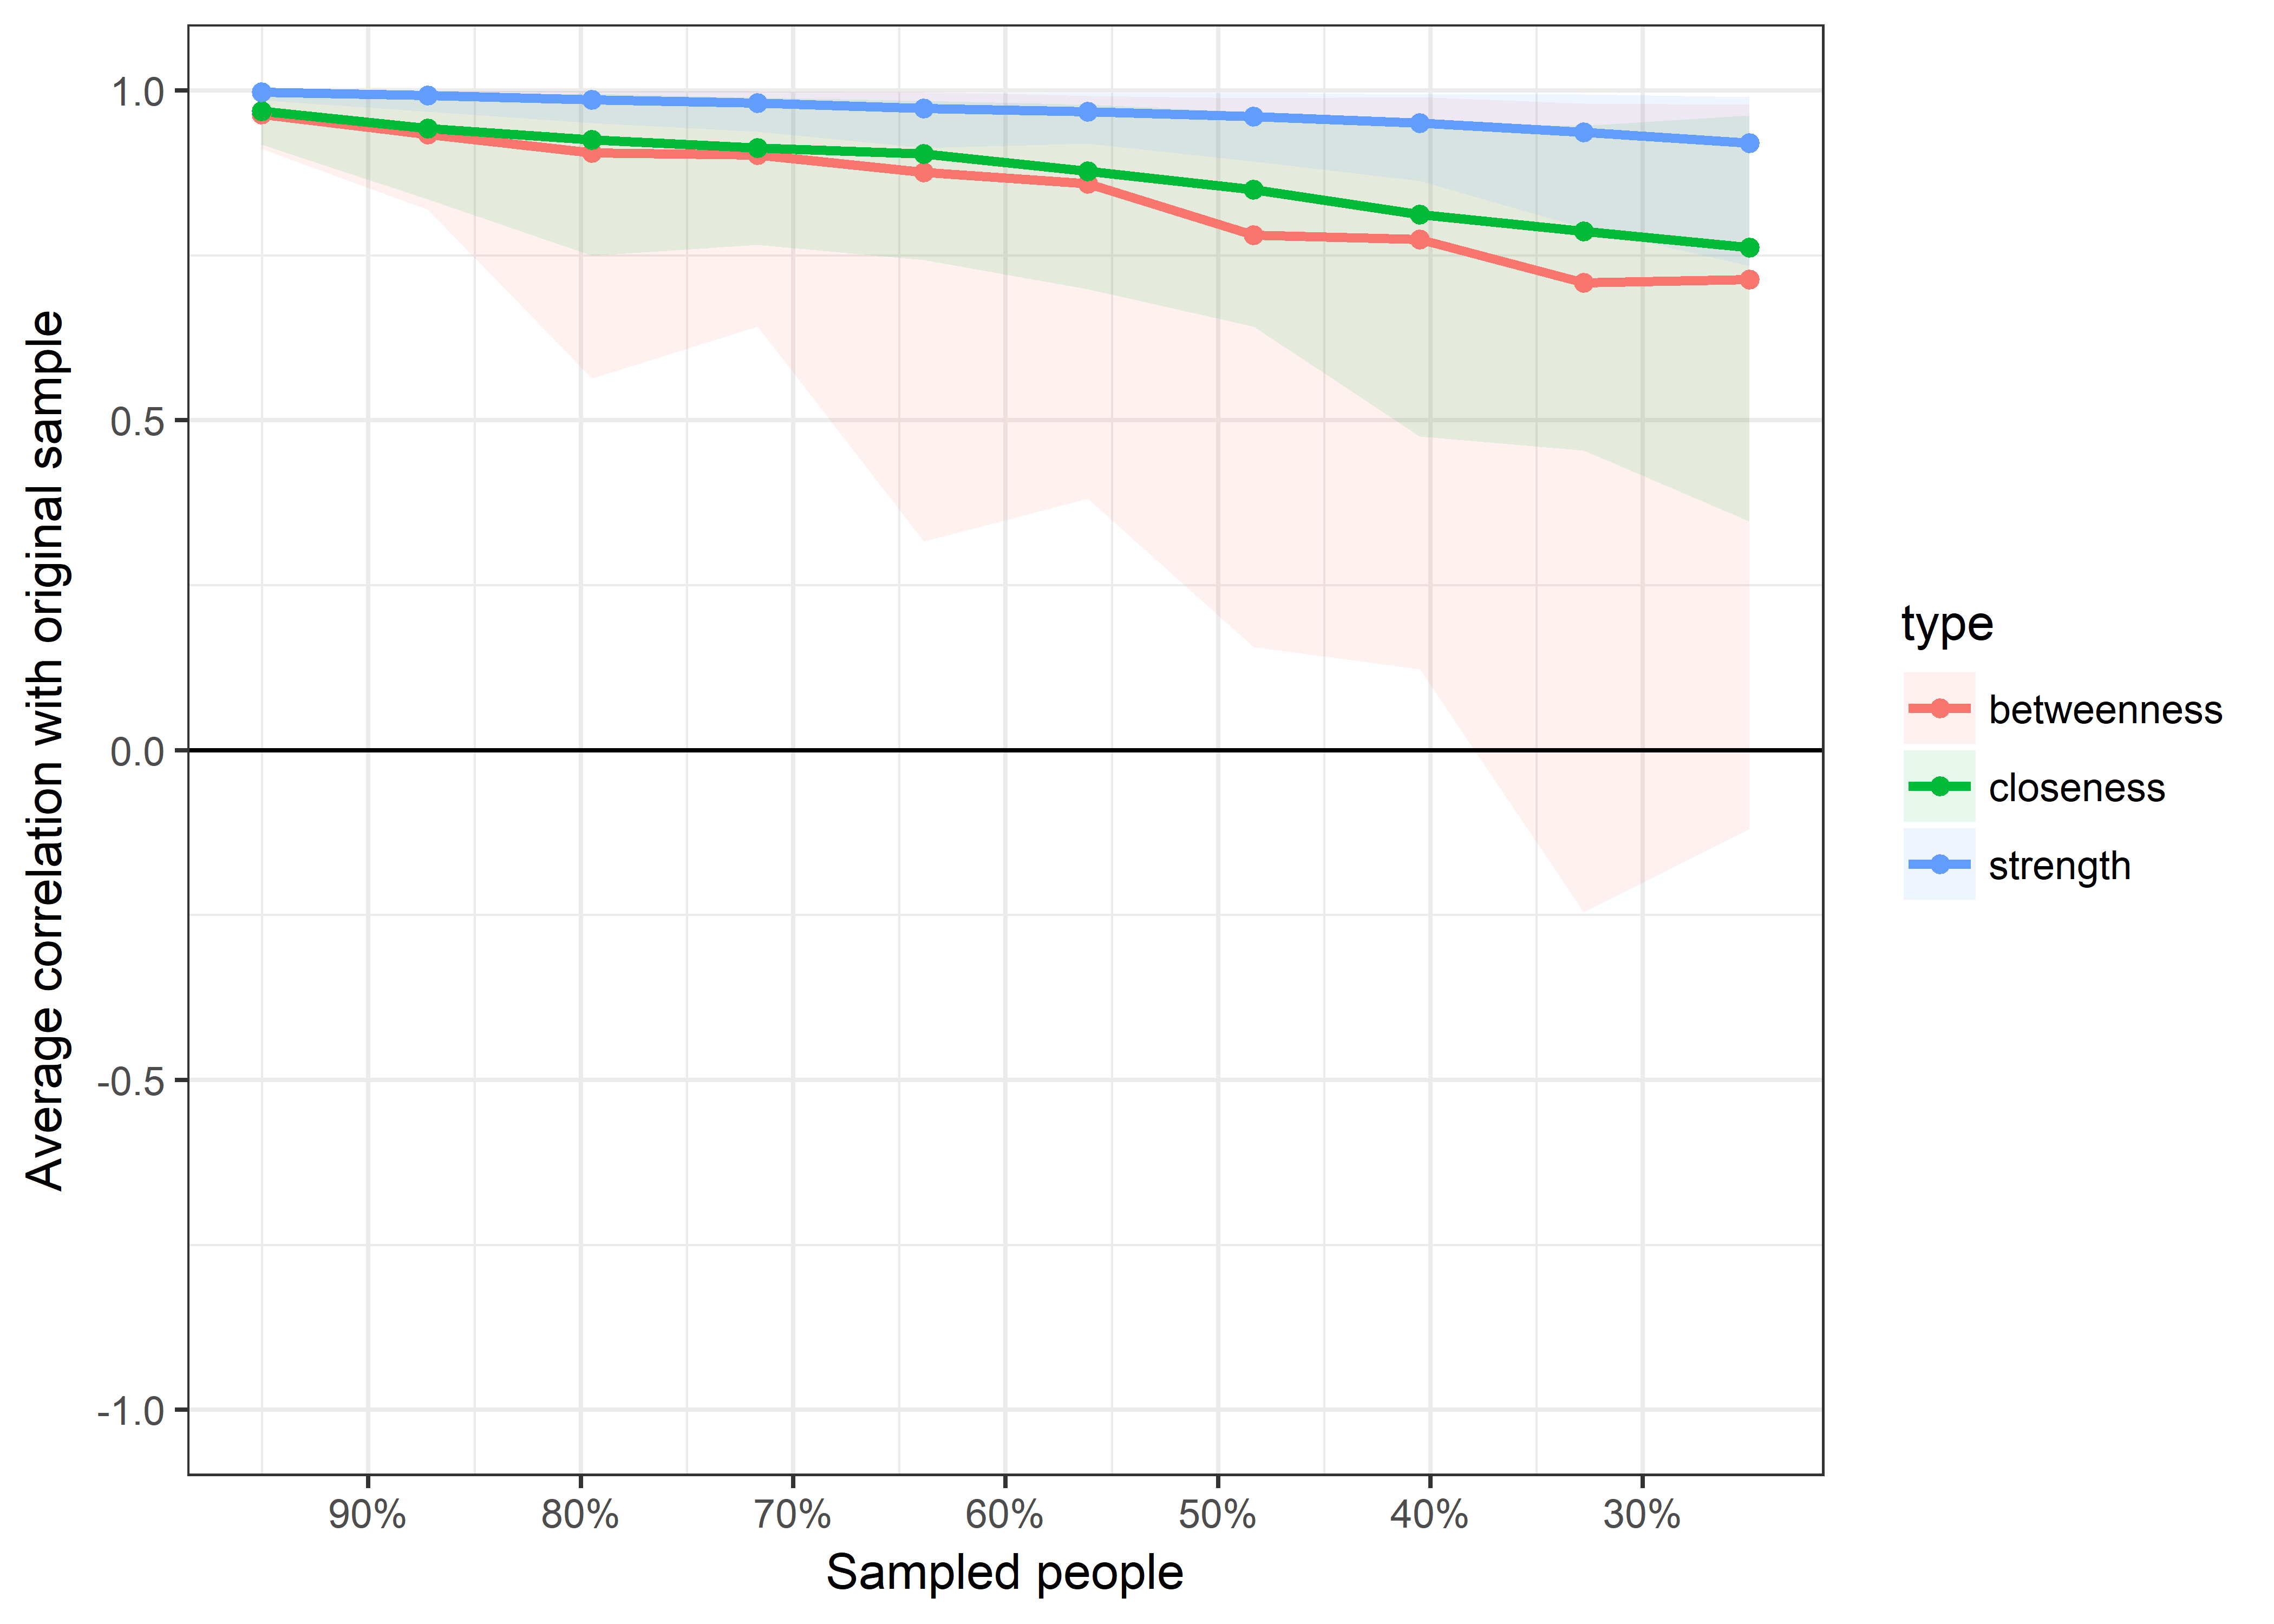 Average correlation with original sample
1.0
0.5
0.0
-0.5
-1.0
90% 80% 70% 60% 50% 40% 30%
Sampled people
type
betweenness
closeness
strength